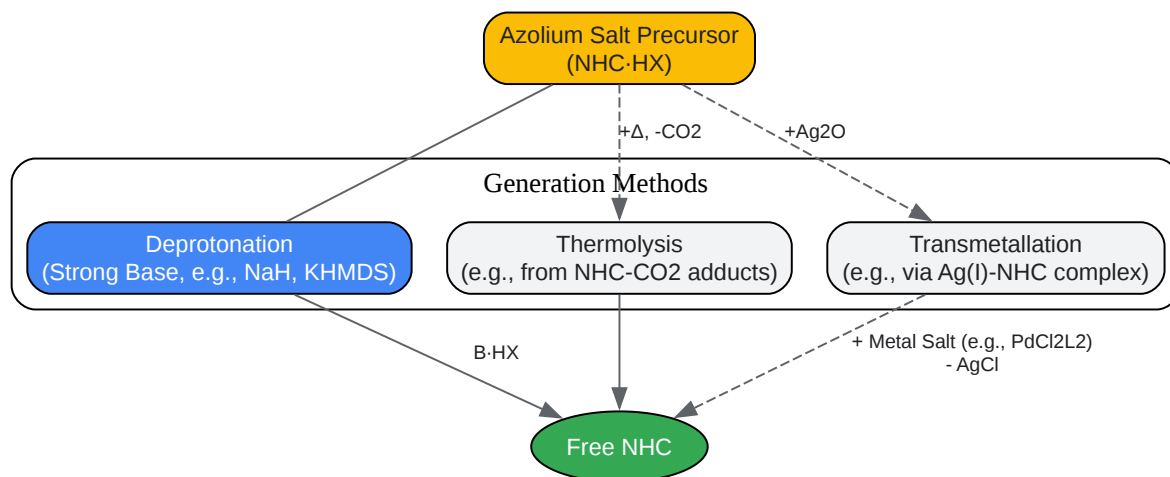 Azolium Salt Precursor
(NHC·HX)
+Δ, -CO2
+Ag2O
Generation Methods
Deprotonation
(Strong Base, e.g., NaH, KHMDS)
Thermolysis
(e.g., from NHC-CO2 adducts)
Transmetallation
(e.g., via Ag(I)-NHC complex)
B·HX
+ Metal Salt (e.g., PdCl2L2)
- AgCl
Free NHC